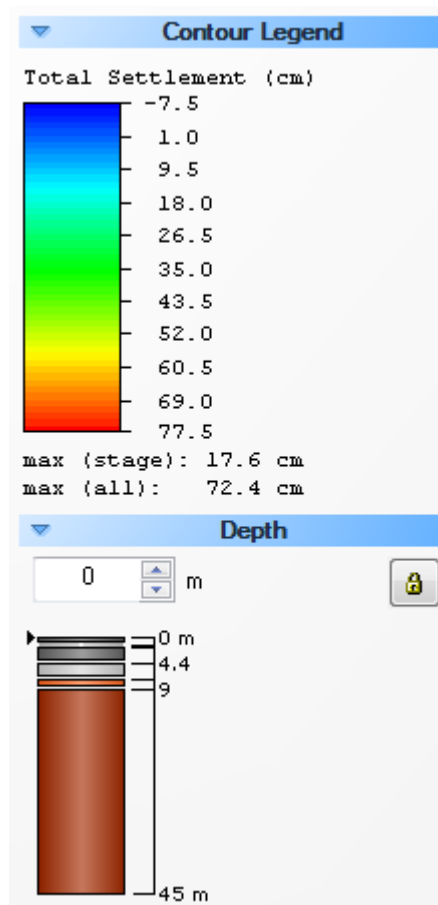 Contour Legend
Total Settlement (cm)
-7.5
1.0
9.5
18.0
26.5
35.0
43.5
52.0
60.5
69.0
77.5
max (stage): 17.6 cm
max (all): 72.4 cm
Depth
0 m
0 m
4.4
9
45 m